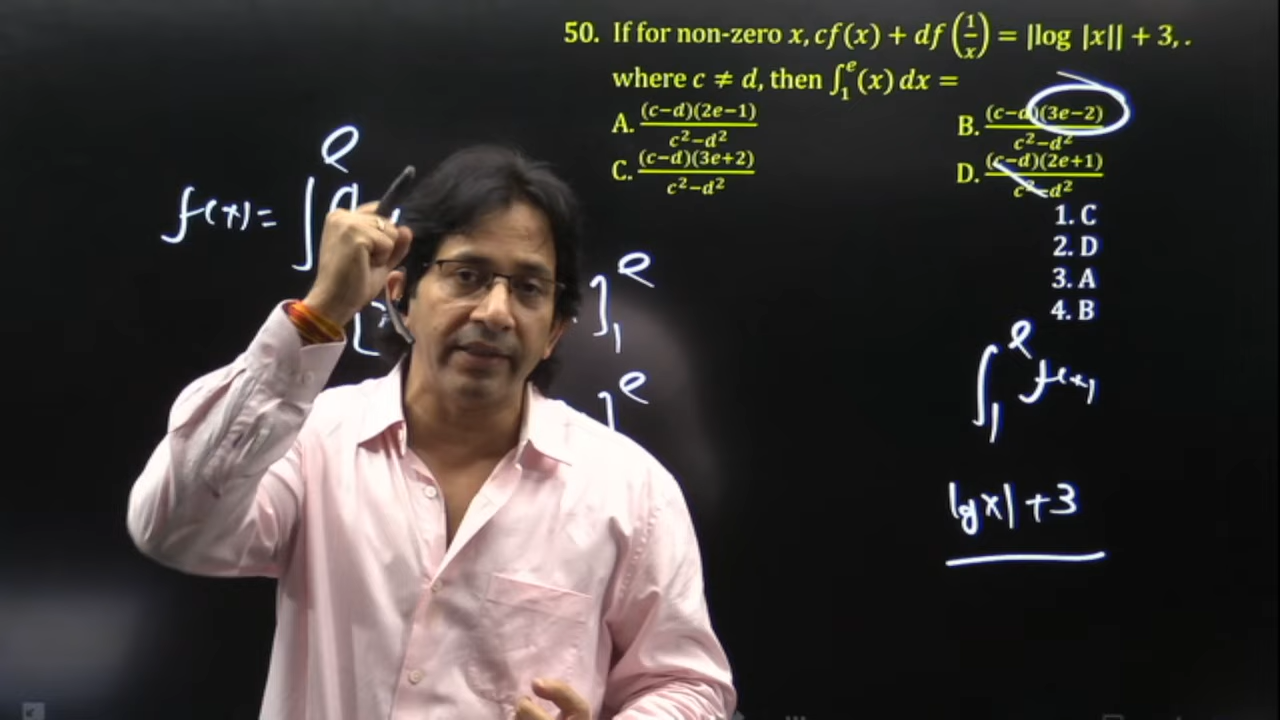 50. If for non-zero x, cf(x) + df(1/x) = |log |x|| + 3, .
where c ≠ d, then ∫₁ᵉ(x) dx =
A. (c−d)(2e−1)/c²−d² B. (c−d)(3e−2)/c²−d²
C. (c−d)(3e+2)/c²−d² D. (c−d)(2e+1)/c²−d²
1. C
2. D
3. A
4. B
f(x) = ∫ e
]₁ᵉ
] e
∫₁ᵉ f(x)
|log x| + 3